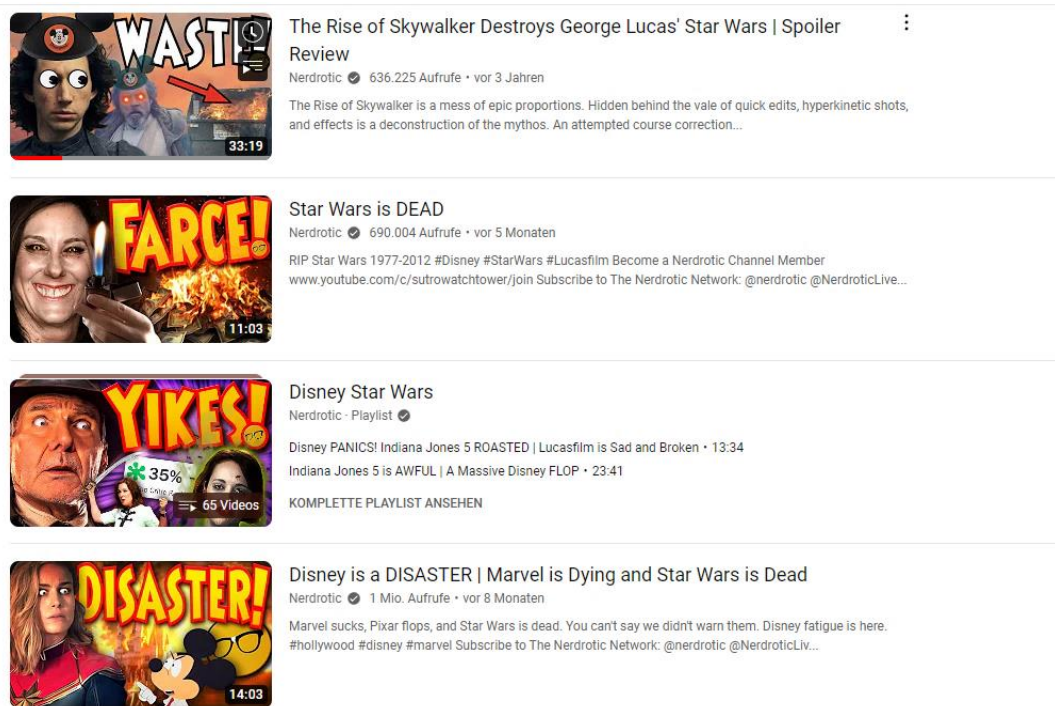 WASTE
33:19
The Rise of Skywalker Destroys George Lucas' Star Wars | Spoiler
Review
Nerdrotic 636.225 Aufrufe • vor 3 Jahren
The Rise of Skywalker is a mess of epic proportions. Hidden behind the vale of quick edits, hyperkinetic shots,
and effects is a deconstruction of the mythos. An attempted course correction...
FARCE!
11:03
Star Wars is DEAD
Nerdrotic 690.004 Aufrufe • vor 5 Monaten
RIP Star Wars 1977-2012 #Disney #StarWars #Lucasfilm Become a Nerdrotic Channel Member
www.youtube.com/c/sutrowatchtower/join Subscribe to The Nerdrotic Network: @nerdrotic @NerdroticLive...
YIKES!
35%
65 Videos
Disney Star Wars
Nerdrotic · Playlist
Disney PANICS! Indiana Jones 5 ROASTED | Lucasfilm is Sad and Broken • 13:34
Indiana Jones 5 is AWFUL | A Massive Disney FLOP • 23:41
KOMPLETTE PLAYLIST ANSEHEN
DISASTER!
14:03
Disney is a DISASTER | Marvel is Dying and Star Wars is Dead
Nerdrotic 1 Mio. Aufrufe • vor 8 Monaten
Marvel sucks, Pixar flops, and Star Wars is dead. You can't say we didn't warn them. Disney fatigue is here.
#hollywood #disney #marvel Subscribe to The Nerdrotic Network: @nerdrotic @NerdroticLiv...